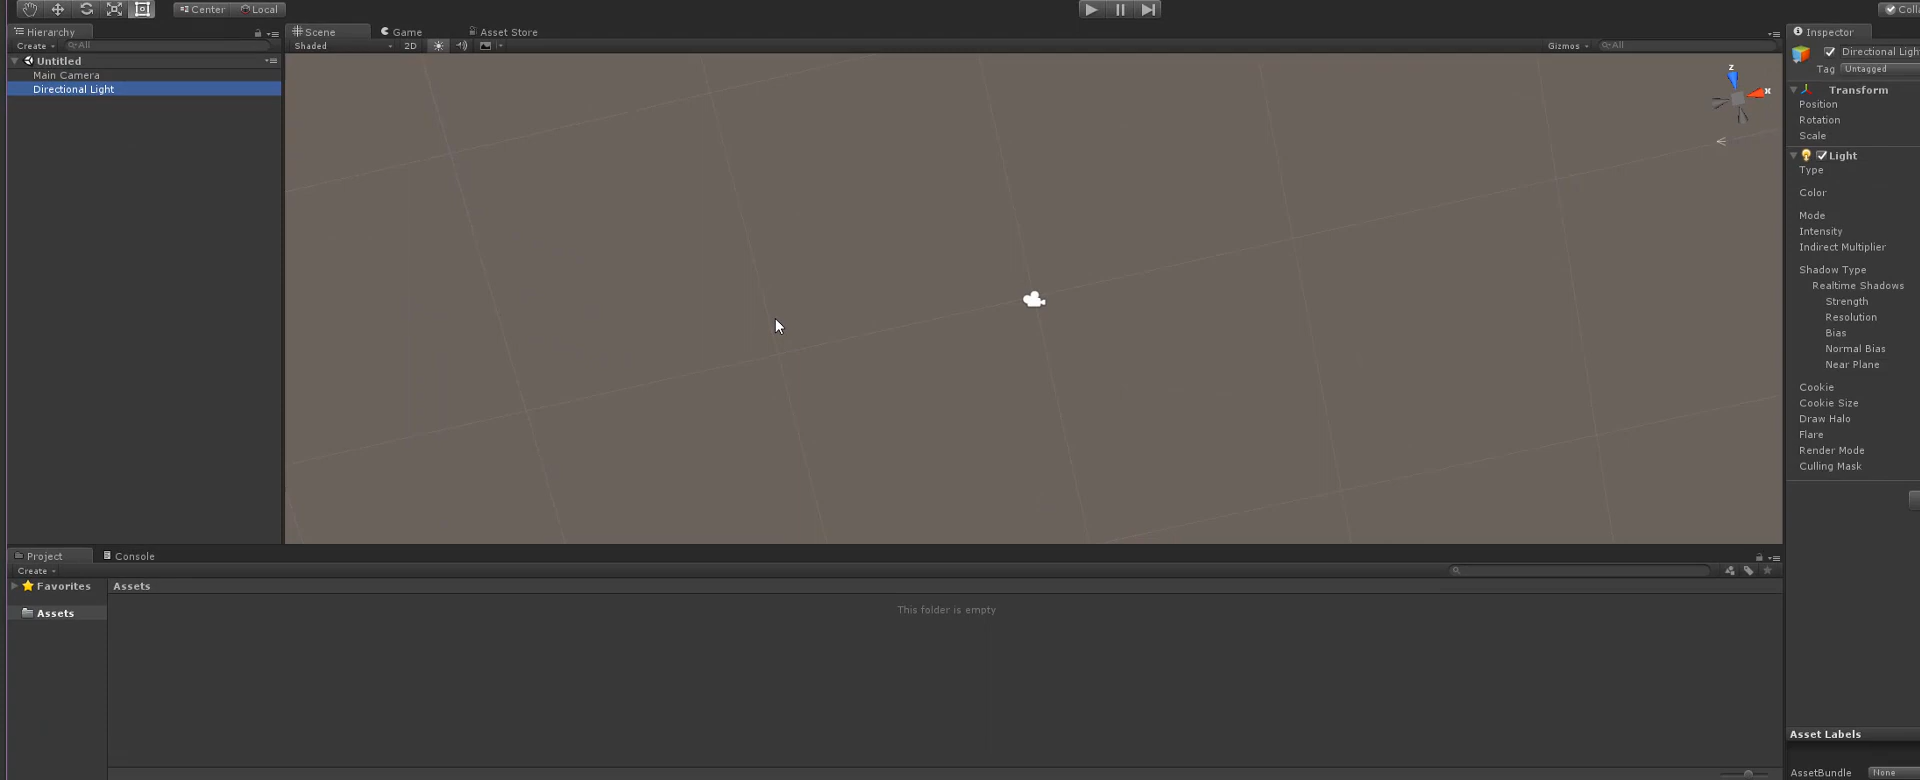 Center Local
Colla
Hierarchy
Create All
Untitled
Main Camera
Directional Light
Scene Game Asset Store
Shaded 2D Gizmos All
z
x
Inspector
Directional Ligh
Tag Untagged
Transform
Position
Rotation
Scale
Light
Type
Color
Mode
Intensity
Indirect Multiplier
Shadow Type
Realtime Shadows
Strength
Resolution
Bias
Normal Bias
Near Plane
Cookie
Cookie Size
Draw Halo
Flare
Render Mode
Culling Mask
Project Console
Create
Favorites
Assets
Assets
This folder is empty
Asset Labels
AssetBundle None